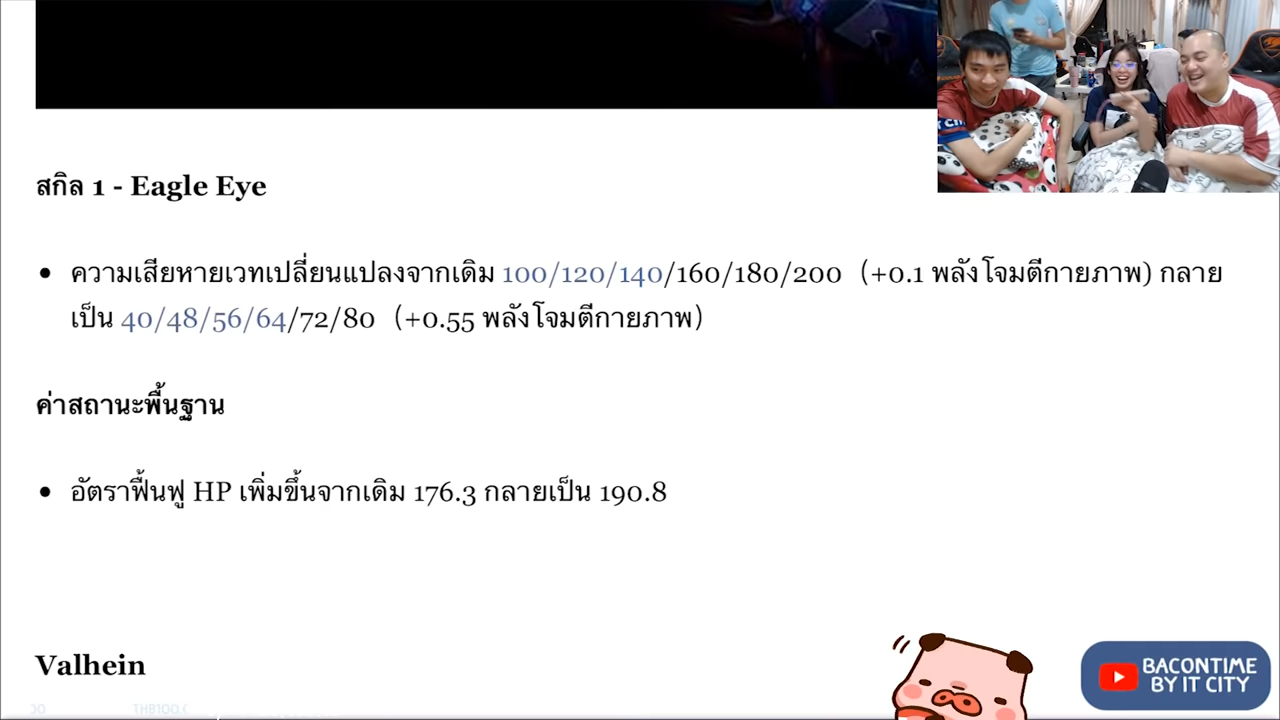 สกิล 1 - Eagle Eye
• ความเสียหายเวทเปลี่ยนแปลงจากเดิม 100/120/140/160/180/200 (+0.1 พลังโจมตีกายภาพ) กลาย
เป็น 40/48/56/64/72/80 (+0.55 พลังโจมตีกายภาพ)
ค่าสถานะพื้นฐาน
• อัตราฟื้นฟู HP เพิ่มขึ้นจากเดิม 176.3 กลายเป็น 190.8
Valhein
BACONTIME
BY IT CITY